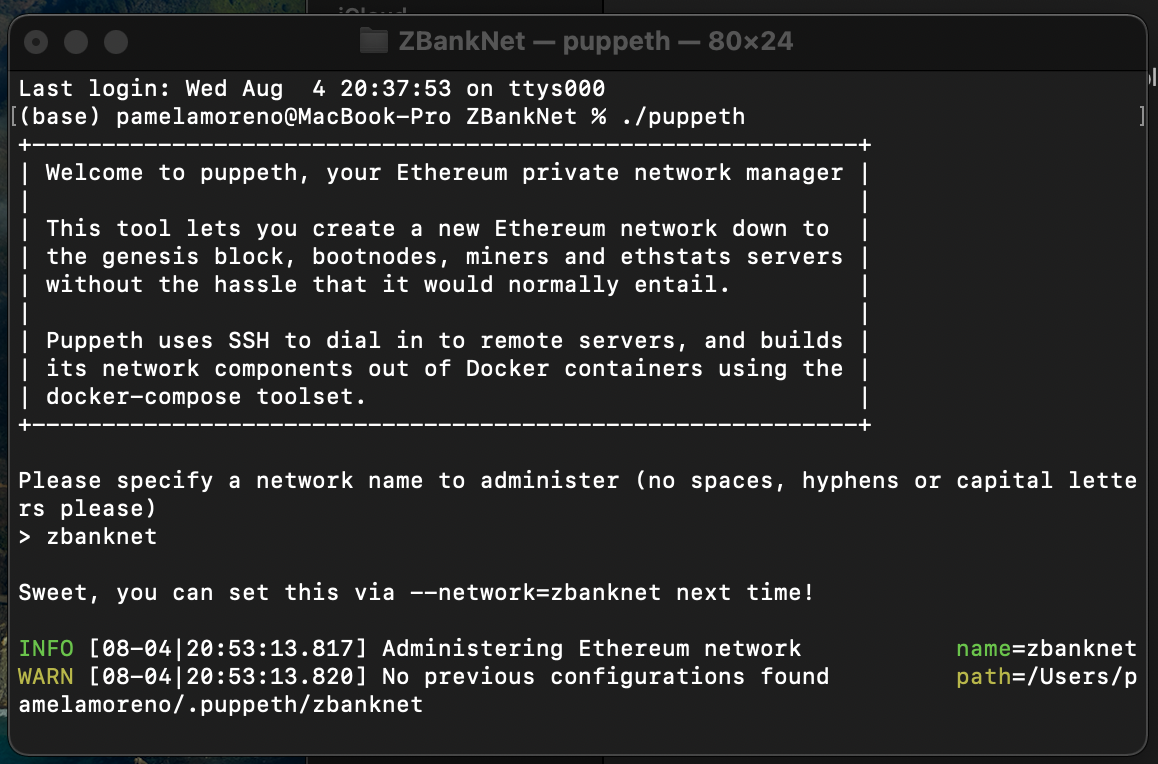 iCloud
ZBankNet — puppeth — 80×24
Last login: Wed Aug  4 20:37:53 on ttys000
[(base) pamelamoreno@MacBook-Pro ZBankNet % ./puppeth ]
+-----------------------------------------------------------+
| Welcome to puppeth, your Ethereum private network manager |
|                                                           |
| This tool lets you create a new Ethereum network down to  |
| the genesis block, bootnodes, miners and ethstats servers |
| without the hassle that it would normally entail.         |
|                                                           |
| Puppeth uses SSH to dial in to remote servers, and builds |
| its network components out of Docker containers using the |
| docker-compose toolset.                                   |
+-----------------------------------------------------------+
Please specify a network name to administer (no spaces, hyphens or capital lette
rs please)
> zbanknet
Sweet, you can set this via --network=zbanknet next time!
INFO [08-04|20:53:13.817] Administering Ethereum network           name=zbanknet
WARN [08-04|20:53:13.820] No previous configurations found         path=/Users/p
amelamoreno/.puppeth/zbanknet